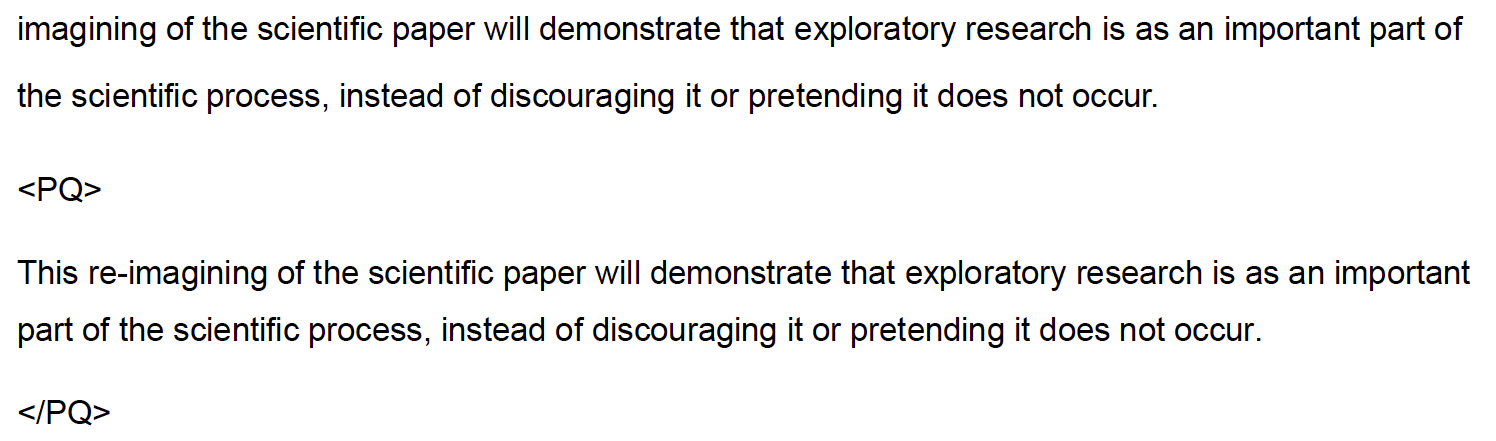 imagining of the scientific paper will demonstrate that exploratory research is as an important part of
the scientific process, instead of discouraging it or pretending it does not occur.
<PQ>
This re-imagining of the scientific paper will demonstrate that exploratory research is as an important
part of the scientific process, instead of discouraging it or pretending it does not occur.
</PQ>